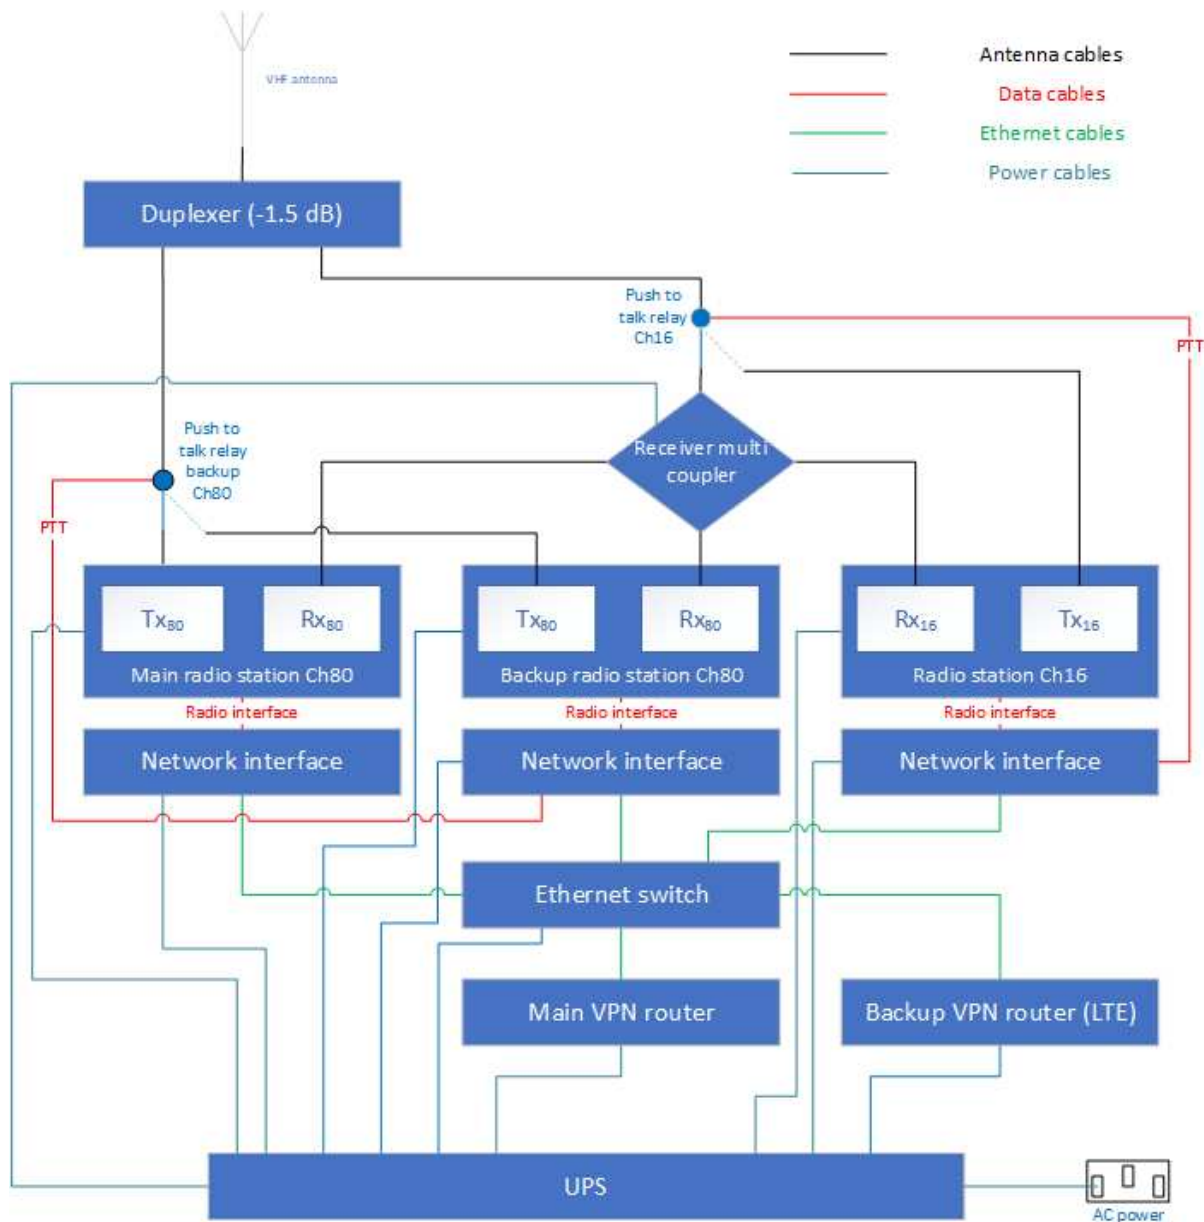 VHF antenna
Antenna cables
Data cables
Ethernet cables
Power cables
Duplexer (-1.5 dB)
Push to
talk relay
Ch16
PTT
Push to
talk relay
backup
Ch80
Receiver multi
coupler
PTT
Tx80
Rx80
Main radio station Ch80
Tx80
Rx80
Backup radio station Ch80
Rx16
Tx16
Radio station Ch16
Radio interface
Radio interface
Radio interface
Network interface
Network interface
Network interface
Ethernet switch
Main VPN router
Backup VPN router (LTE)
UPS
AC power